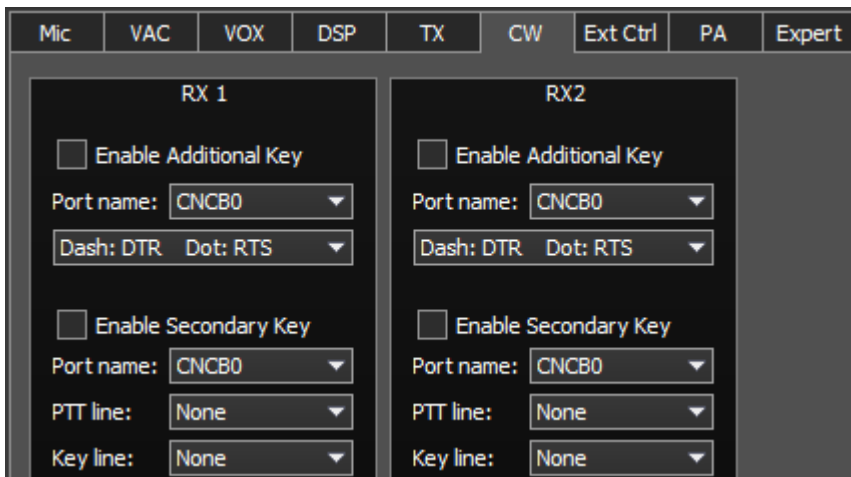 Mic VAC VOX DSP TX CW Ext Ctrl PA Expert
RX 1
Enable Additional Key
Port name: CNCB0
Dash: DTR Dot: RTS
Enable Secondary Key
Port name: CNCB0
PTT line: None
Key line: None
RX2
Enable Additional Key
Port name: CNCB0
Dash: DTR Dot: RTS
Enable Secondary Key
Port name: CNCB0
PTT line: None
Key line: None